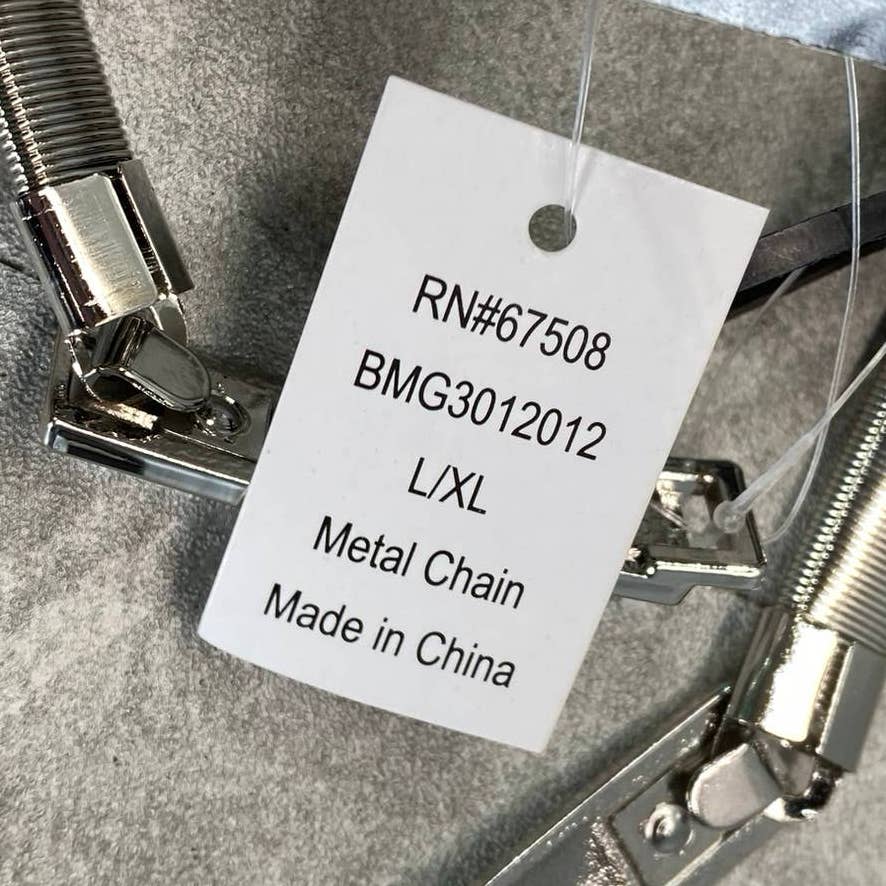 RN#67508
BMG3012012
L/XL
Metal Chain
Made in China